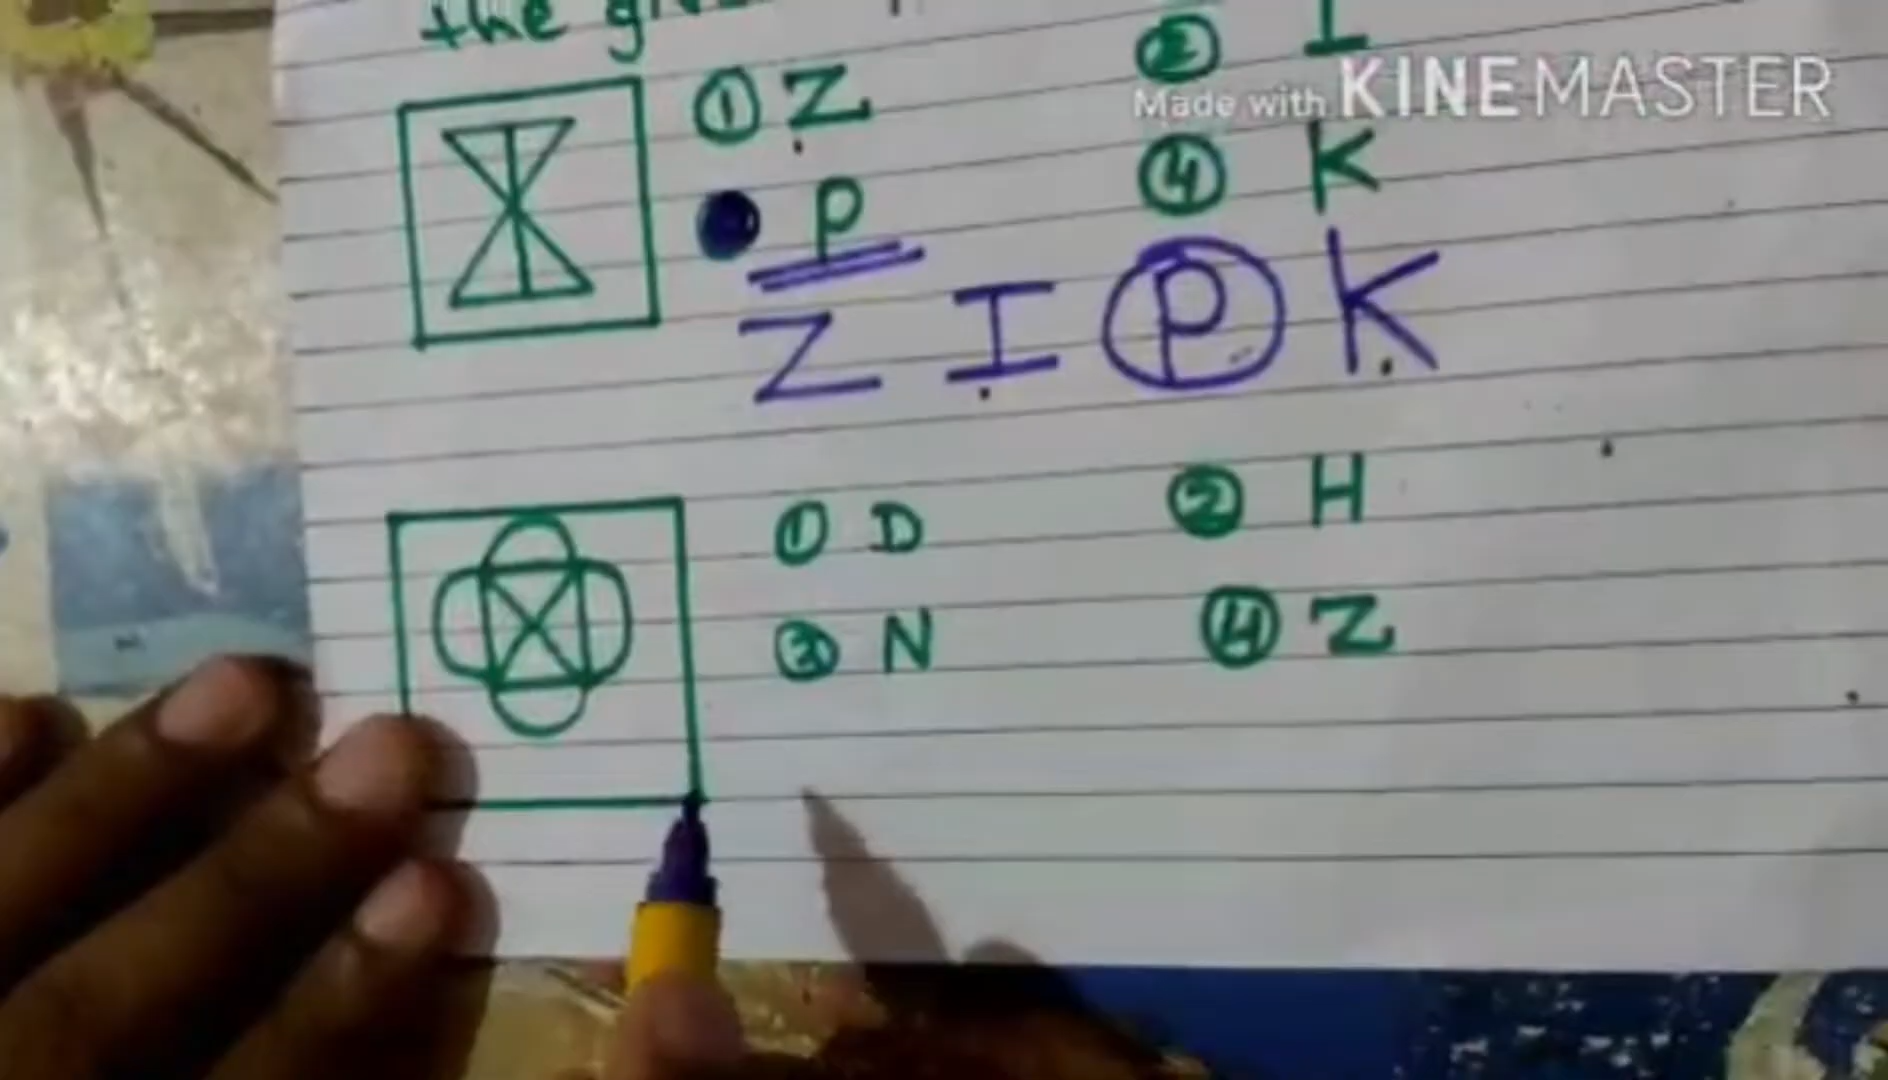 the
① Z
② I
Made with KINEMASTER
P
④ K
Z I P K
① D
② H
③ N
④ Z